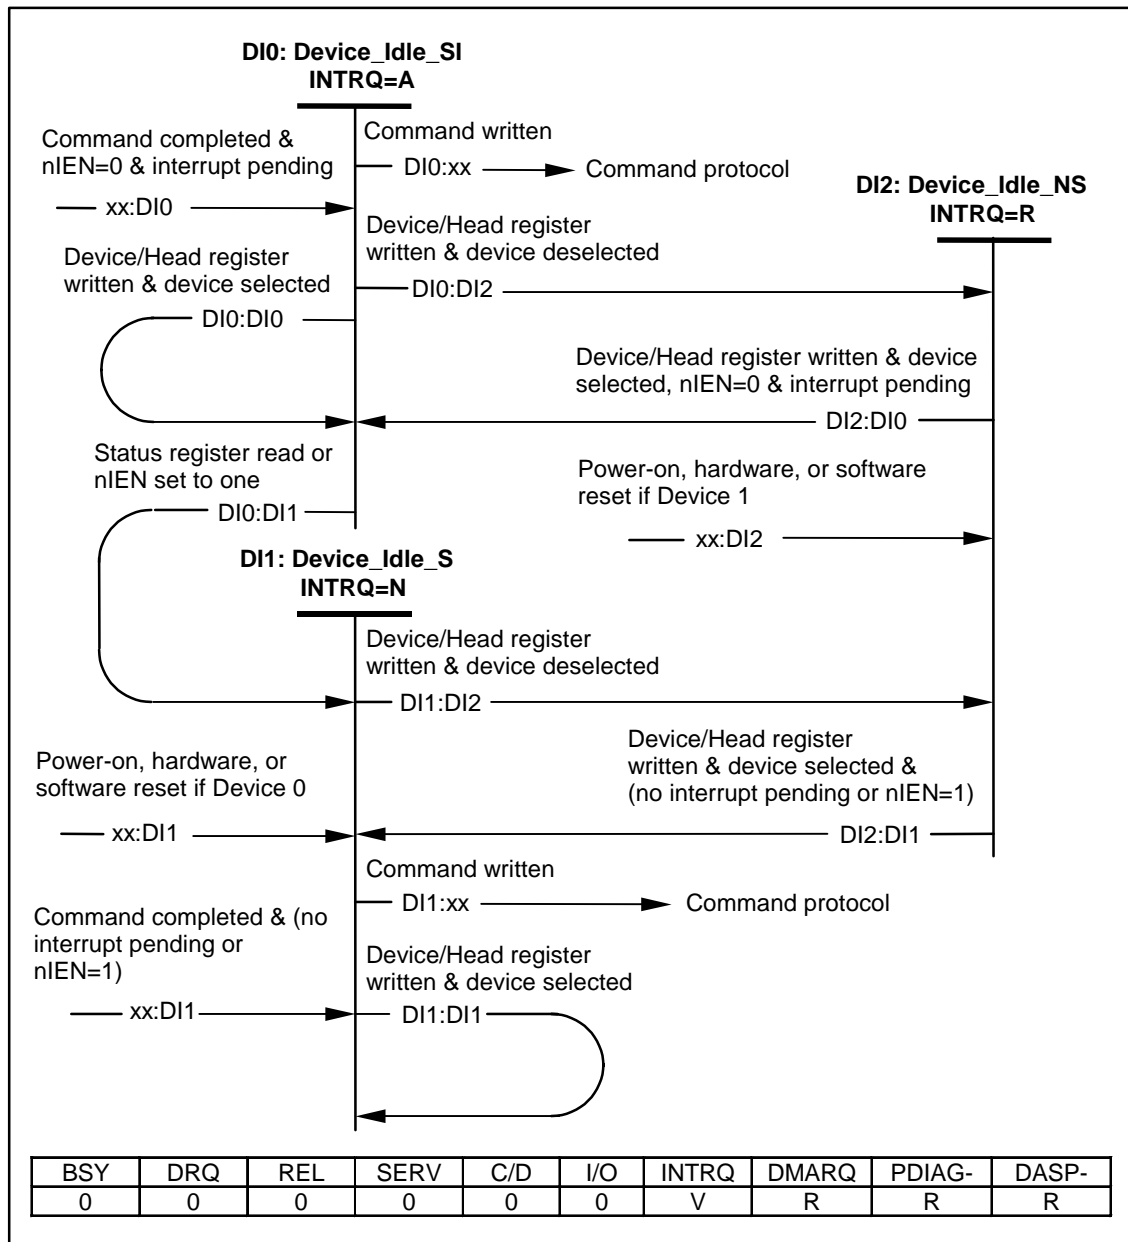 DI0: Device_Idle_SI
INTRQ=A
Command completed &
nIEN=0 & interrupt pending
xx:DI0
Command written
DI0:xx
Command protocol
DI2: Device_Idle_NS
INTRQ=R
Device/Head register
written & device selected
DI0:DI0
Device/Head register
written & device deselected
DI0:DI2
Device/Head register written & device
selected, nIEN=0 & interrupt pending
DI2:DI0
Status register read or
nIEN set to one
DI0:DI1
Power-on, hardware, or software
reset if Device 1
xx:DI2
DI1: Device_Idle_S
INTRQ=N
Device/Head register
written & device deselected
DI1:DI2
Power-on, hardware, or
software reset if Device 0
xx:DI1
Device/Head register
written & device selected &
(no interrupt pending or nIEN=1)
DI2:DI1
Command written
DI1:xx
Command protocol
Command completed & (no
interrupt pending or
nIEN=1)
xx:DI1
Device/Head register
written & device selected
DI1:DI1
BSY DRQ REL SERV C/D I/O INTRQ DMARQ PDIAG- DASP-
0 0 0 0 0 0 V R R R